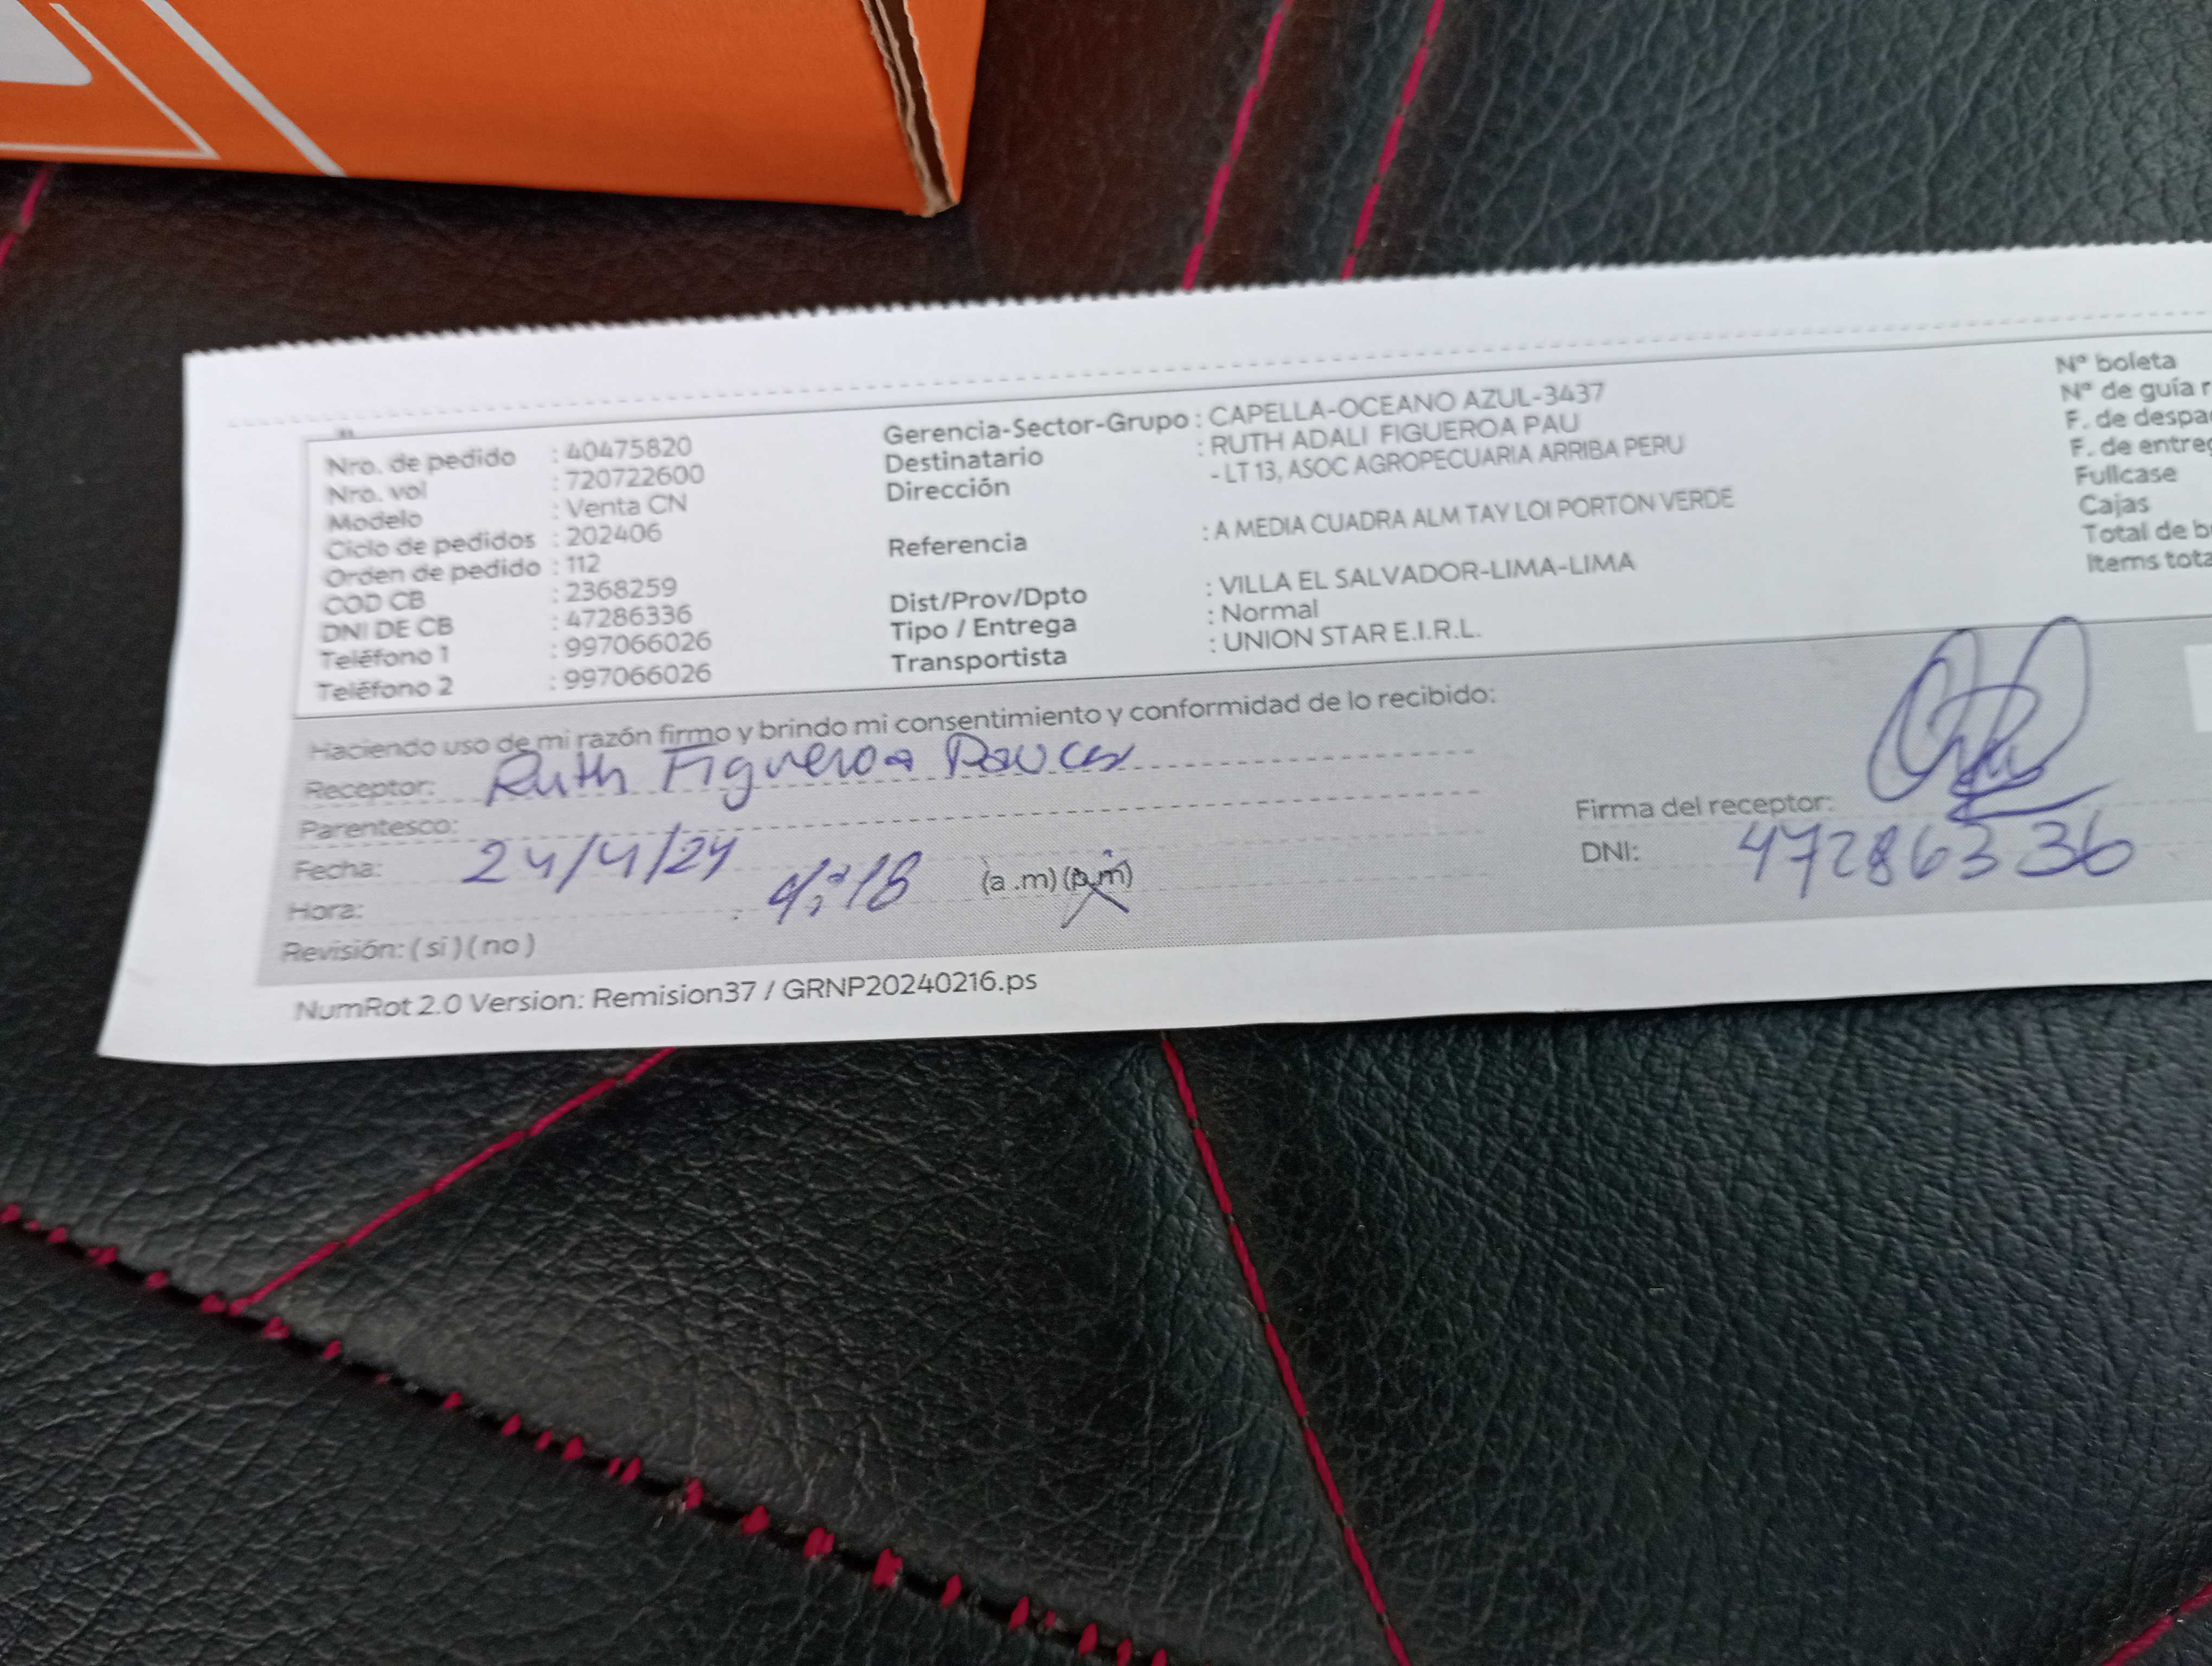 Nro. de pedido : 40475820
Nro. vol : 720722600
Modelo : Venta CN
Ciclo de pedidos : 202406
Orden de pedido : 112
COD CB : 2368259
DNI DE CB : 47286336
Teléfono 1 : 997066026
Teléfono 2 : 997066026
Gerencia-Sector-Grupo : CAPELLA-OCEANO AZUL-3437
Destinatario : RUTH ADALI FIGUEROA PAU
Dirección - LT 13, ASOC AGROPECUARIA ARRIBA PERU
Referencia : A MEDIA CUADRA ALM TAY LOI PORTON VERDE
Dist/Prov/Dpto : VILLA EL SALVADOR-LIMA-LIMA
Tipo / Entrega : Normal
Transportista : UNION STAR E.I.R.L.
Nº boleta
Nº de guía r
F. de despa
F. de entreg
Fullcase
Cajas
Total de b
Items tota
Haciendo uso de mi razón firmo y brindo mi consentimiento y conformidad de lo recibido:
Receptor: Ruth Figueroa Paucar
Parentesco:
Fecha: 24/4/24
Hora: 4:18 (a .m) (p.m)
Revisión: ( si ) ( no )
Firma del receptor:
DNI: 47286336
NumRot 2.0 Version: Remision37 / GRNP20240216.ps